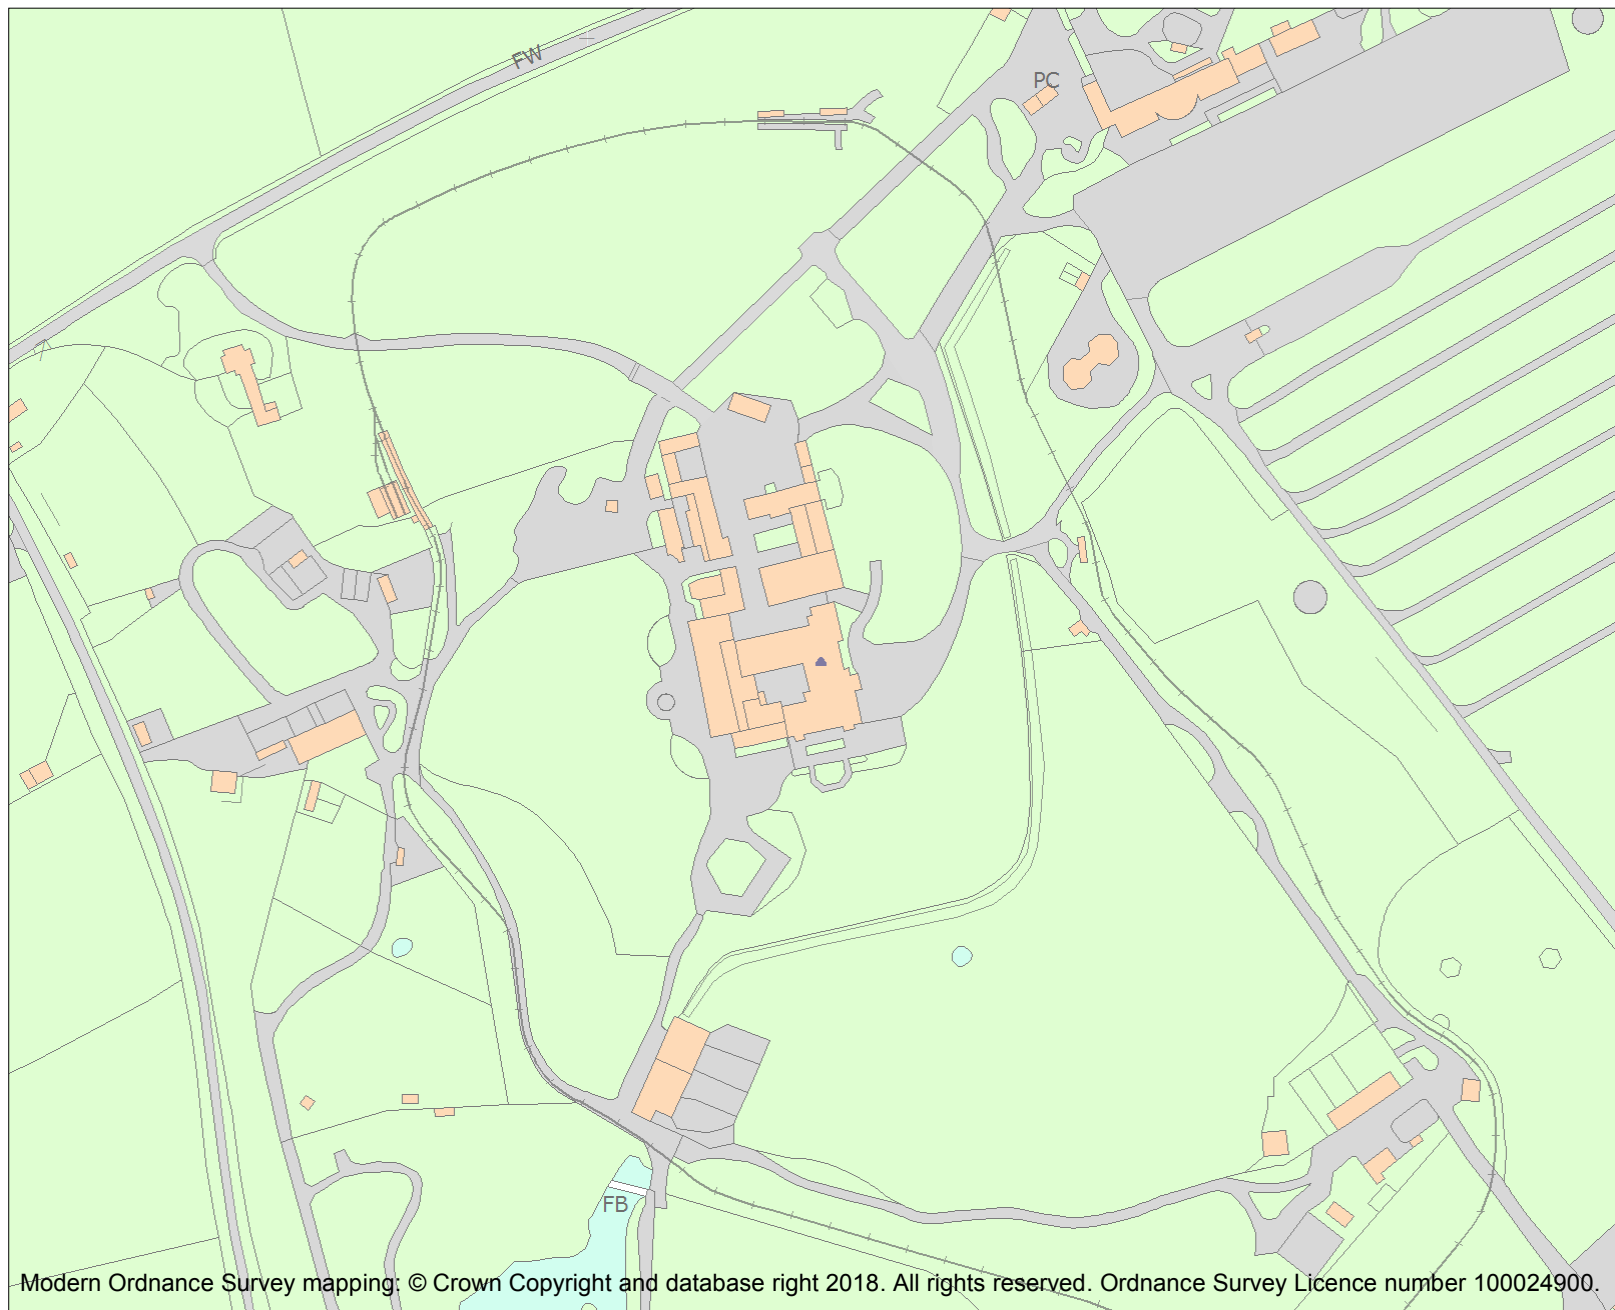 FW
PC
FB
Modern Ordnance Survey mapping: © Crown Copyright and database right 2018. All rights reserved. Ordnance Survey Licence number 100024900.